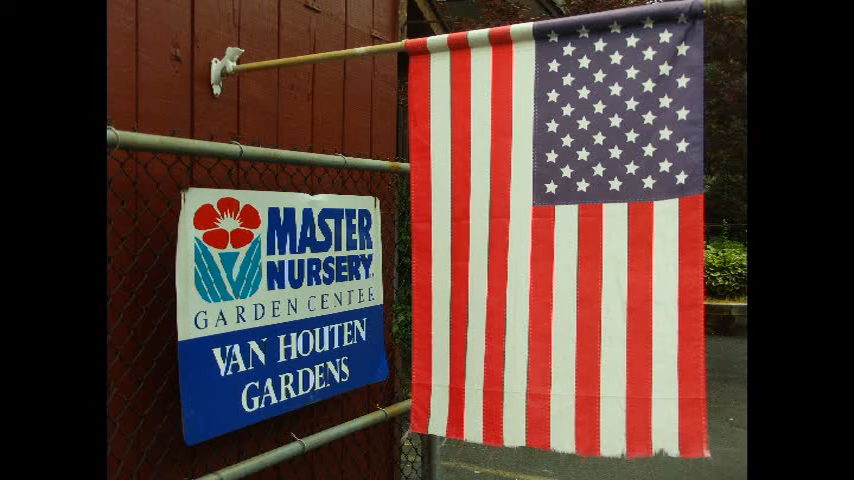 MASTER
NURSERY
GARDEN CENTER
VAN HOUTEN
GARDENS